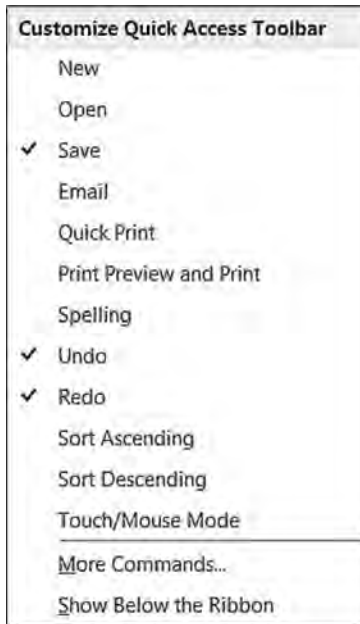 Customize Quick Access Toolbar
New
Open
Save
Email
Quick Print
Print Preview and Print
Spelling
Undo
Redo
Sort Ascending
Sort Descending
Touch/Mouse Mode
More Commands...
Show Below the Ribbon